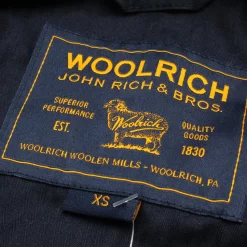 WOOLRICH
JOHN RICH & BROS.
SUPERIOR
PERFORMANCE
QUALITY
GOODS
Woolrich
EST.
1830
WOOLRICH WOOLEN MILLS - WOOLRICH, PA
XS